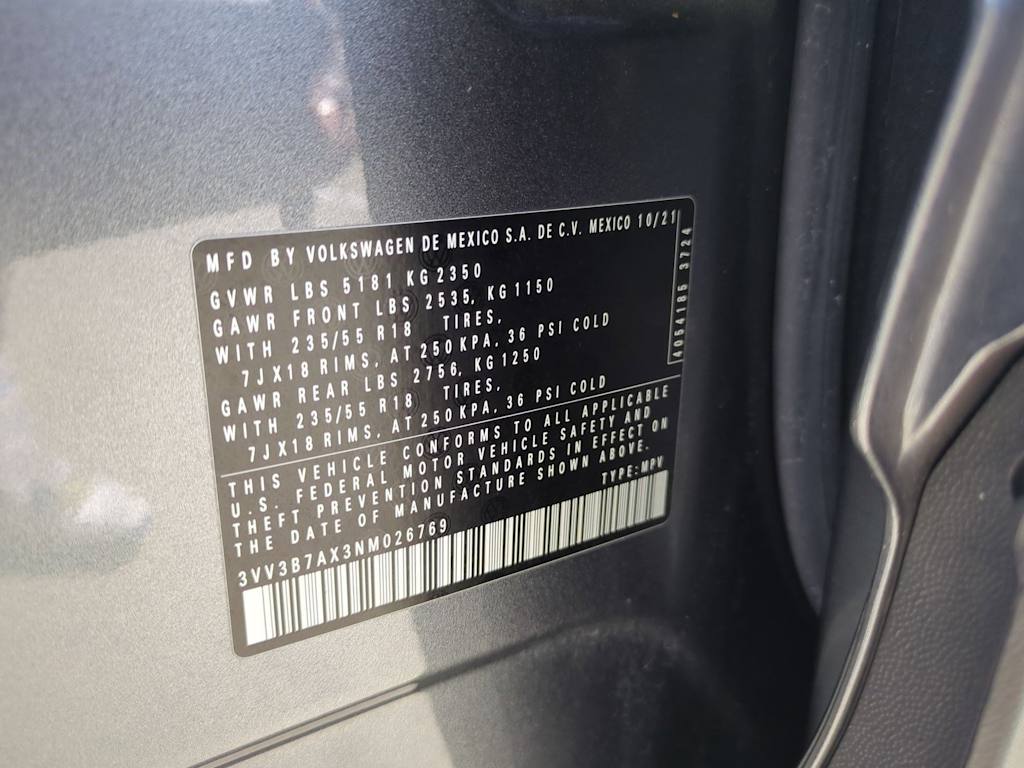 MFD BY VOLKSWAGEN DE MEXICO S.A. DE C.V. MEXICO 10/21
GVWR LBS 5181 KG 2350
GAWR FRONT LBS 2535, KG 1150
WITH 235/55 R18 TIRES,
7JX18 RIMS, AT 250 KPA, 36 PSI COLD
GAWR REAR LBS 2756, KG 1250
WITH 235/55 R18 TIRES,
7JX18 RIMS, AT 250 KPA, 36 PSI COLD
THIS VEHICLE CONFORMS TO ALL APPLICABLE
U.S. FEDERAL MOTOR VEHICLE SAFETY AND
THEFT PREVENTION STANDARDS IN EFFECT ON
THE DATE OF MANUFACTURE SHOWN ABOVE.
3VV3B7AX3NM026769 TYPE: MPV
4054185 3724